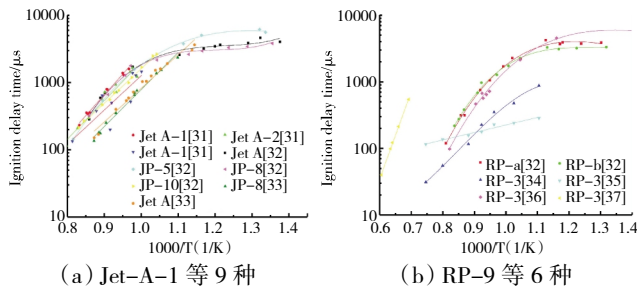 10000
1000
100
10
Ignition delay time/μs
0.8 0.9 1.0 1.1 1.2 1.3 1.4
1000/T(1/K)
Jet A-1[31] Jet A-2[31]
Jet A-1[31] Jet A[32]
JP-5[32] JP-8[32]
JP-10[32] JP-8[33]
Jet A[33]
(a) Jet-A-1 等 9 种
10000
1000
100
10
Ignition delay time/μs
0.6 0.7 0.8 0.9 1.0 1.1 1.2 1.3 1.4
1000/T(1/K)
RP-a[32] RP-b[32]
RP-3[34] RP-3[35]
RP-3[36] RP-3[37]
(b) RP-9 等 6 种